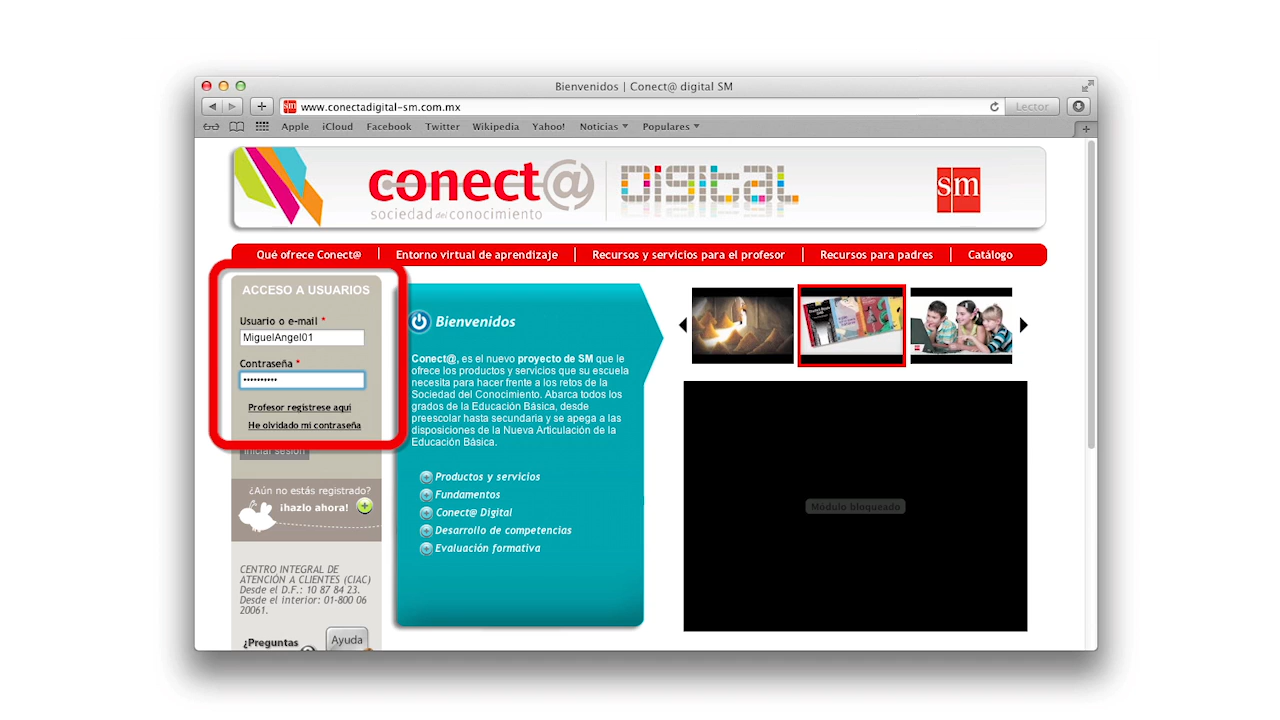 Bienvenidos | Conect@ digital SM
www.conectadigital-sm.com.mx
Lector
Apple iCloud Facebook Twitter Wikipedia Yahoo! Noticias Populares
conect@ DIGITAL
sociedad del conocimiento
sm
Qué ofrece Conect@ Entorno virtual de aprendizaje Recursos y servicios para el profesor Recursos para padres Catálogo
ACCESO A USUARIOS
Usuario o e-mail *
MiguelAngel01
Contraseña *
••••••••••
Profesor regístrese aquí
He olvidado mi contraseña
Iniciar sesión
¿Aún no estás registrado?
¡hazlo ahora!
CENTRO INTEGRAL DE
ATENCIÓN A CLIENTES (CIAC)
Desde el D.F.: 10 87 84 23.
Desde el interior: 01-800 06
20061.
¿Preguntas
Ayuda
Bienvenidos
Conect@, es el nuevo proyecto de SM que le
ofrece los productos y servicios que su escuela
necesita para hacer frente a los retos de la
Sociedad del Conocimiento. Abarca todos los
grados de la Educación Básica, desde
preescolar hasta secundaria y se apega a las
disposiciones de la Nueva Articulación de la
Educación Básica.
Productos y servicios
Fundamentos
Conect@ Digital
Desarrollo de competencias
Evaluación formativa
Módulo bloqueado